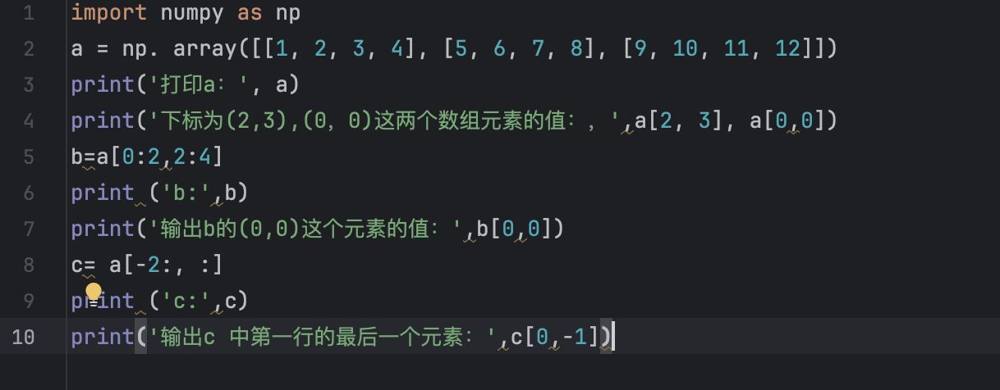 1 import numpy as np
2 a = np. array([[1, 2, 3, 4], [5, 6, 7, 8], [9, 10, 11, 12]])
3 print('打印a：', a)
4 print('下标为(2,3),(0，0)这两个数组元素的值：，',a[2, 3], a[0,0])
5 b=a[0:2,2:4]
6 print ('b:',b)
7 print('输出b的(0,0)这个元素的值：',b[0,0])
8 c= a[-2:, :]
9 print ('c:',c)
10 print('输出c 中第一行的最后一个元素：',c[0,-1])